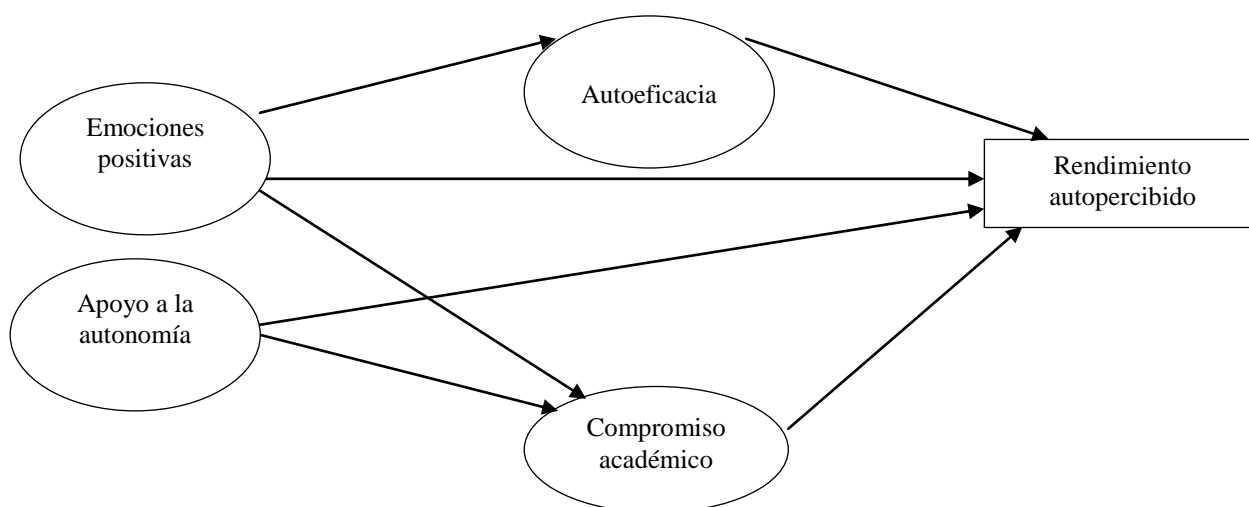 Autoeficacia
Emociones
positivas
Rendimiento
autopercibido
Apoyo a la
autonomía
Compromiso
académico